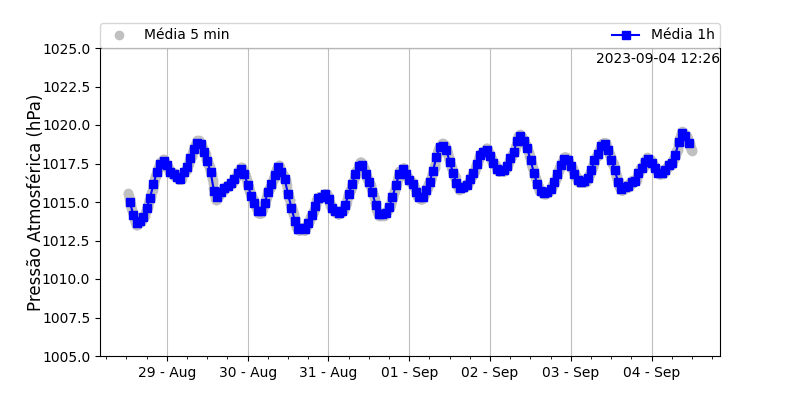 Média 5 min
Média 1h
2023-09-04 12:26
Pressão Atmosférica (hPa)
1025.0
1022.5
1020.0
1017.5
1015.0
1012.5
1010.0
1007.5
1005.0
29 - Aug
30 - Aug
31 - Aug
01 - Sep
02 - Sep
03 - Sep
04 - Sep